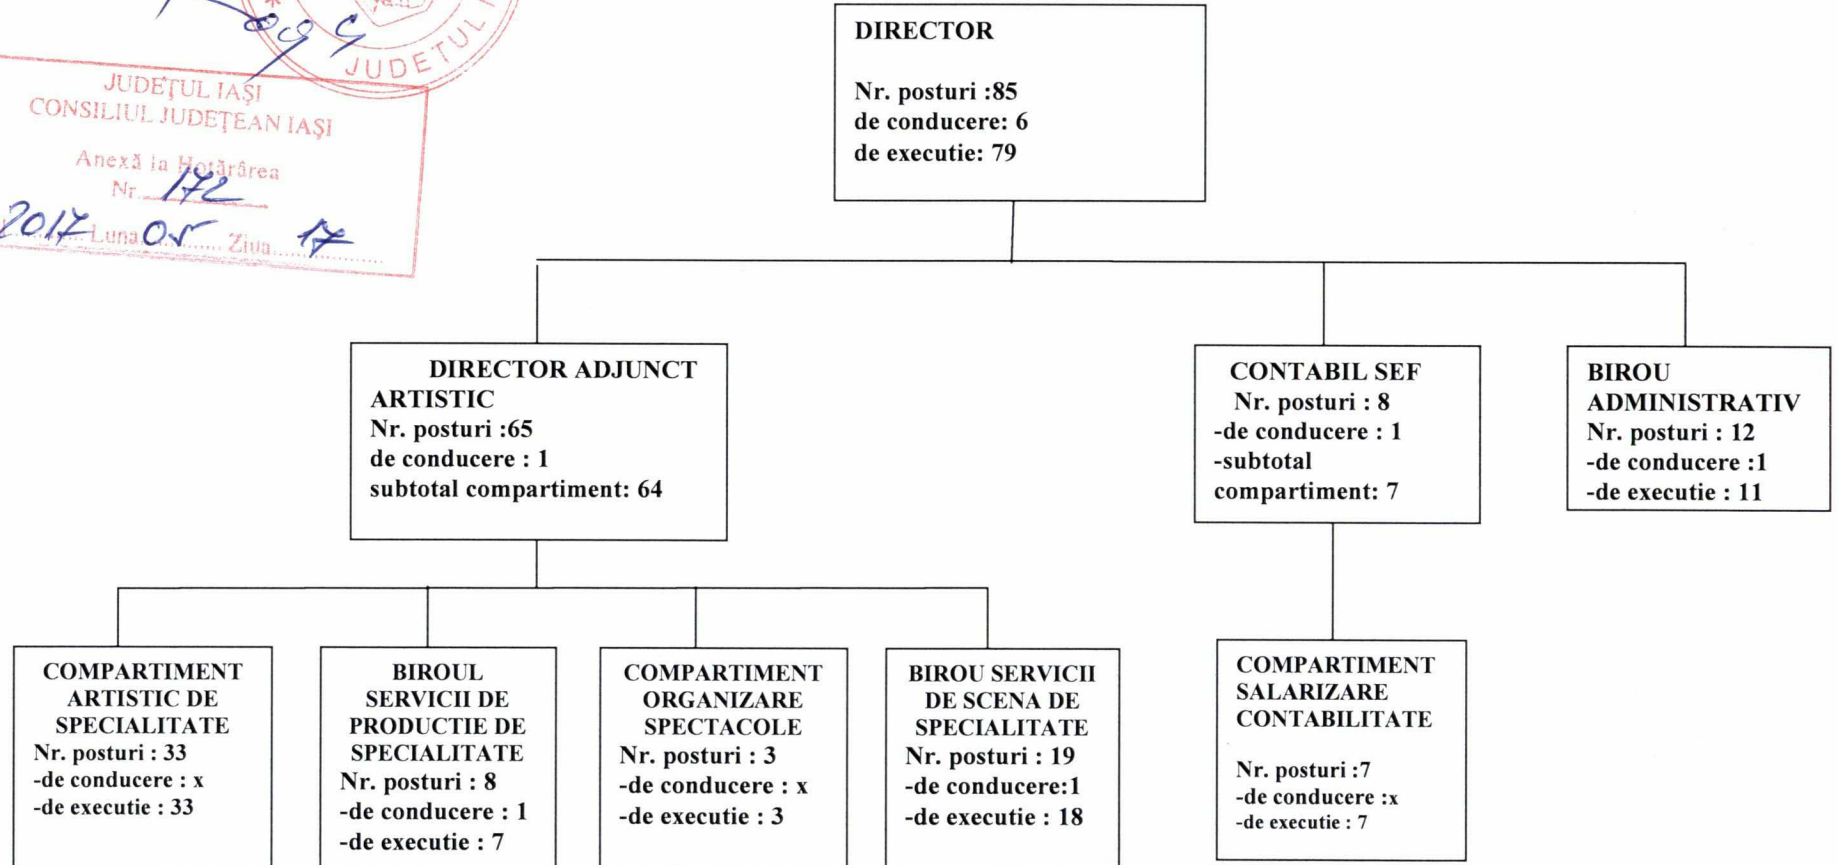 JUDEȚUL I
JUDEȚUL IAȘI
CONSILIUL JUDEȚEAN IAȘI
Anexă la Hotărârea
Nr. 172
2017 Luna 05 Ziua 17
DIRECTOR
Nr. posturi :85
de conducere: 6
de executie: 79
DIRECTOR ADJUNCT
ARTISTIC
Nr. posturi :65
de conducere : 1
subtotal compartiment: 64
CONTABIL SEF
Nr. posturi : 8
-de conducere : 1
-subtotal
compartiment: 7
BIROU
ADMINISTRATIV
Nr. posturi : 12
-de conducere :1
-de executie : 11
COMPARTIMENT
ARTISTIC DE
SPECIALITATE
Nr. posturi : 33
-de conducere : x
-de executie : 33
BIROUL
SERVICII DE
PRODUCTIE DE
SPECIALITATE
Nr. posturi : 8
-de conducere : 1
-de executie : 7
COMPARTIMENT
ORGANIZARE
SPECTACOLE
Nr. posturi : 3
-de conducere : x
-de executie : 3
BIROU SERVICII
DE SCENA DE
SPECIALITATE
Nr. posturi : 19
-de conducere:1
-de executie : 18
COMPARTIMENT
SALARIZARE
CONTABILITATE
Nr. posturi :7
-de conducere :x
-de executie : 7